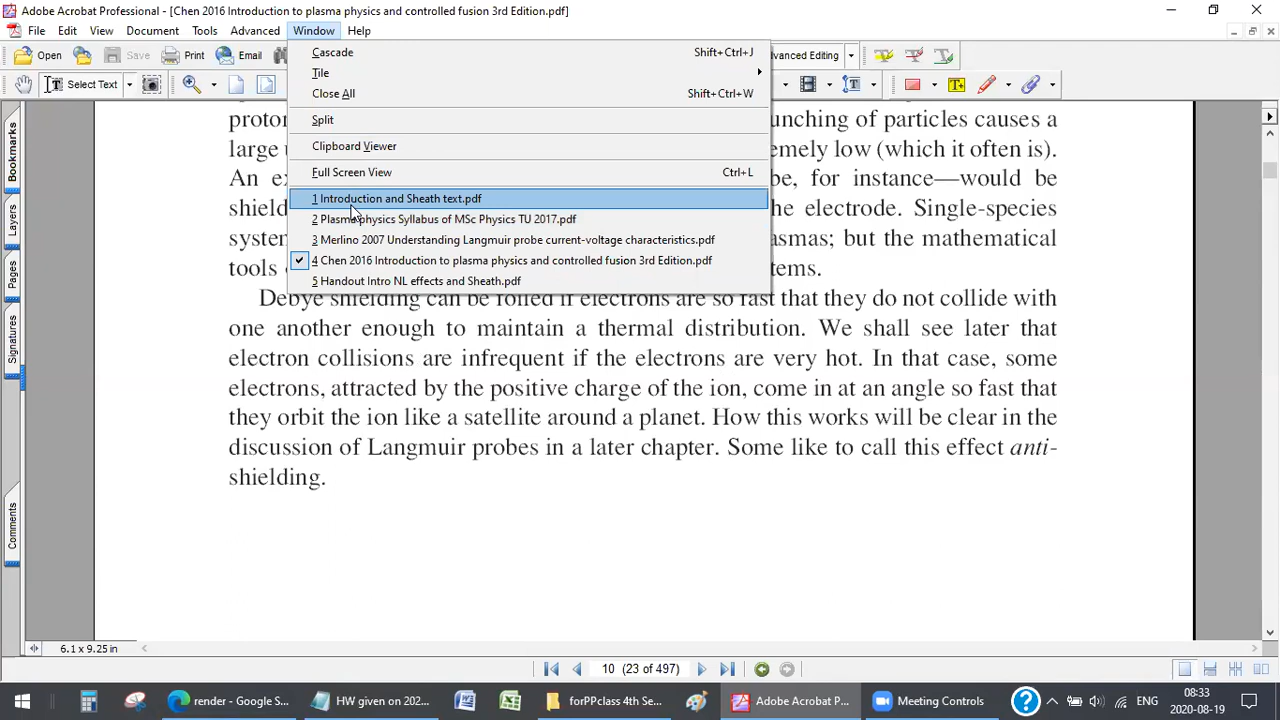 Adobe Acrobat Professional - [Chen 2016 Introduction to plasma physics and controlled fusion 3rd Edition.pdf]
File Edit View Document Tools Advanced Window Help
Open Save Print Email dvanced Editing
Select Text
Cascade Shift+Ctrl+J
Tile
Close All Shift+Ctrl+W
Split
Clipboard Viewer
Full Screen View Ctrl+L
1 Introduction and Sheath text.pdf
2 Plasma physics Syllabus of MSc Physics TU 2017.pdf
3 Merlino 2007 Understanding Langmuir probe current-voltage characteristics.pdf
4 Chen 2016 Introduction to plasma physics and controlled fusion 3rd Edition.pdf
5 Handout Intro NL effects and Sheath.pdf
Bookmarks
Layers
Pages
Signatures
Comments
proton unching of particles causes a
large emely low (which it often is).
An ex be, for instance—would be
shield he electrode. Single-species
system asmas; but the mathematical
tools tems.
Debye shielding can be foiled if electrons are so fast that they do not collide with
one another enough to maintain a thermal distribution. We shall see later that
electron collisions are infrequent if the electrons are very hot. In that case, some
electrons, attracted by the positive charge of the ion, come in at an angle so fast that
they orbit the ion like a satellite around a planet. How this works will be clear in the
discussion of Langmuir probes in a later chapter. Some like to call this effect anti-
shielding.
6.1 x 9.25 in
10 (23 of 497)
render - Google S... HW given on 202... forPPclass 4th Se... Adobe Acrobat P... Meeting Controls ENG 08:33
2020-08-19